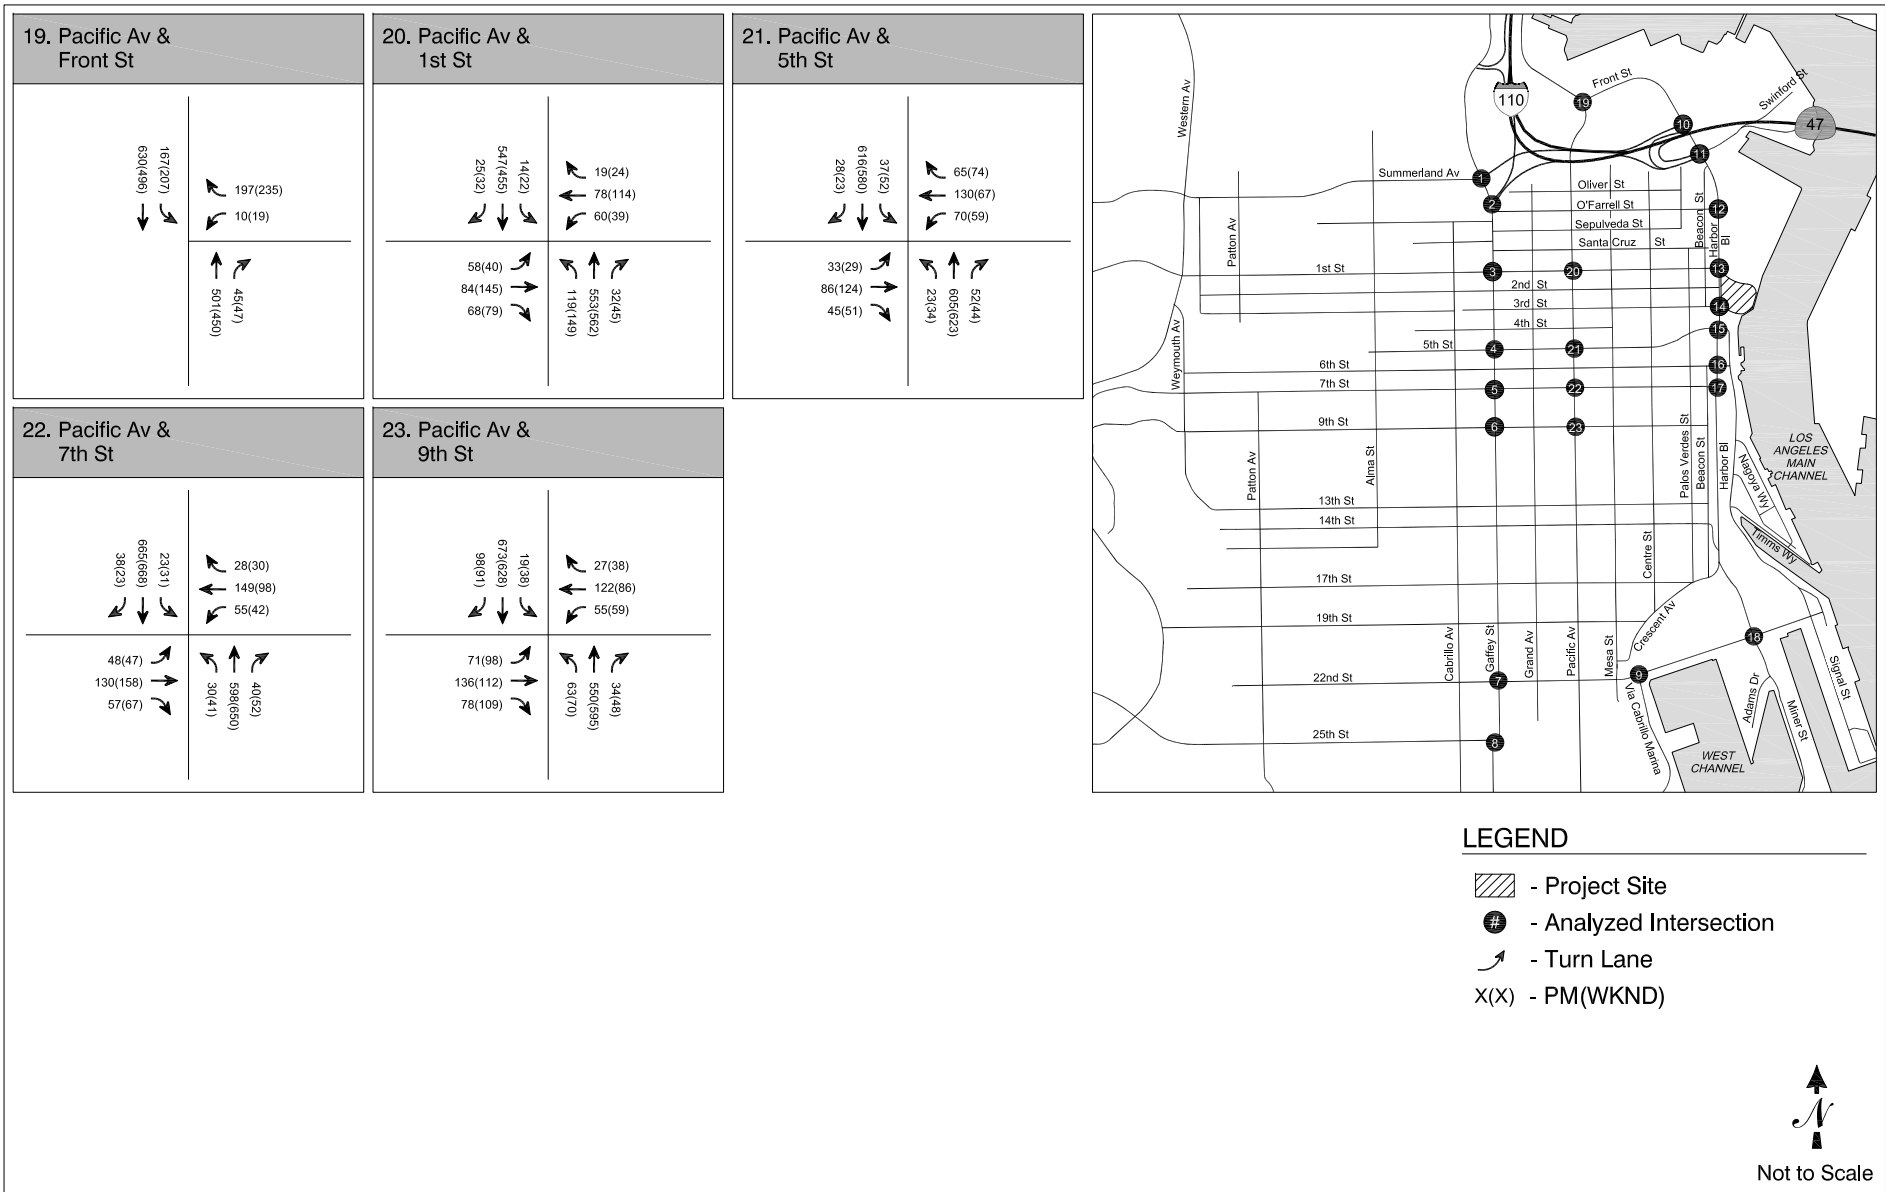 19. Pacific Av &
Front St
630(496)
167(207)
197(235)
10(19)
501(450)
45(47)
20. Pacific Av &
1st St
25(32)
547(455)
14(22)
19(24)
78(114)
60(39)
58(40)
84(145)
68(79)
119(149)
553(562)
32(45)
21. Pacific Av &
5th St
28(23)
616(580)
37(52)
65(74)
130(67)
70(59)
33(29)
86(124)
45(51)
23(34)
605(623)
52(44)
22. Pacific Av &
7th St
38(23)
665(668)
23(31)
28(30)
149(98)
55(42)
48(47)
130(158)
57(67)
30(41)
598(650)
40(52)
23. Pacific Av &
9th St
98(91)
673(628)
19(38)
27(38)
122(86)
55(59)
71(98)
136(112)
78(109)
63(70)
550(595)
34(48)
Western Av
110
Front St
19
Swinford St
10
47
11
Summerland Av
1
2
Oliver St
O'Farrell St
12
Sepulveda St
Santa Cruz St
Beacon St
Harbor Bl
Patton Av
1st St
3
20
13
2nd St
3rd St
14
4th St
15
5th St
4
21
6th St
16
7th St
5
22
17
Weymouth Av
9th St
6
23
Patton Av
Alma St
Palos Verdes St
Beacon St
Harbor Bl
Nagoya Wy
LOS
ANGELES
MAIN
CHANNEL
13th St
14th St
Timms Wy
Centre St
17th St
19th St
Cabrillo Av
Gaffey St
Grand Av
Pacific Av
Mesa St
Crescent Av
18
22nd St
7
9
Via Cabrillo Marina
Adams Dr
Miner St
Signal St
25th St
8
WEST
CHANNEL
LEGEND
- Project Site
# - Analyzed Intersection
- Turn Lane
X(X) - PM(WKND)
N
Not to Scale